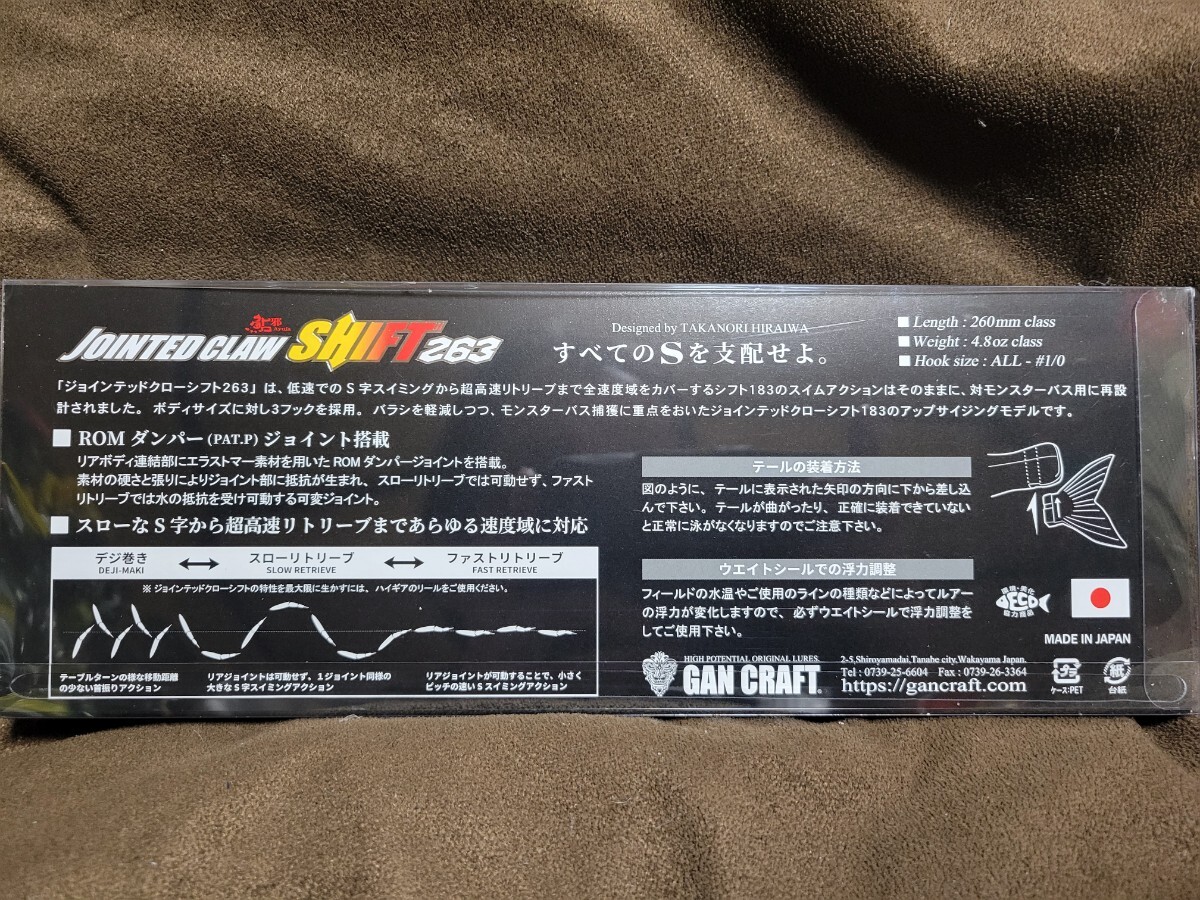 鮎邪
JOINTED CLAW SHIFT 263
Designed by TAKANORI HIRAIWA
すべてのSを支配せよ。
■ Length : 260mm class
■ Weight : 4.8oz class
■ Hook size : ALL - #1/0
「ジョインテッドクローシフト263」は、低速でのS字スイミングから超高速リトリーブまで全速度域をカバーするシフト183のスイムアクションはそのままに、対モンスターバス用に再設
計されました。 ボディサイズに対し3フックを採用。 バラシを軽減しつつ、モンスターバス捕獲に重点をおいたジョインテッドクローシフト183のアップサイジングモデルです。
■ ROM ダンパー (PAT.P) ジョイント搭載
リアボディ連結部にエラストマー素材を用いたROMダンパージョイントを搭載。
素材の硬さと張りによりジョイント部に抵抗が生まれ、スローリトリーブでは可動せず、ファスト
リトリーブでは水の抵抗を受け可動する可変ジョイント。
■ スローなS字から超高速リトリーブまであらゆる速度域に対応
デジ巻き スローリトリーブ ファストリトリーブ
DEJI-MAKI SLOW RETRIEVE FAST RETRIEVE
※ ジョインテッドクローシフトの特性を最大限に生かすには、ハイギアのリールをご使用ください。
テーブルターンの様な移動距離
の少ない首振りアクション
リアジョイントは可動せず、1ジョイント同様の
大きなS字スイミングアクション
リアジョイントが可動することで、小さく
ピッチの速いSスイミングアクション
テールの装着方法
図のように、テールに表示された矢印の方向に下から差し込
んで下さい。テールが曲がったり、正確に装着できていない
と正常に泳がなくなりますのでご注意下さい。
ウエイトシールでの浮力調整
フィールドの水温やご使用のラインの種類などによってルアー
の浮力が変化しますので、必ずウエイトシールで浮力調整を
してご使用下さい。
環境・美化
ECO
協力商品
MADE IN JAPAN
HIGH POTENTIAL ORIGINAL LURES.
GAN CRAFT.
2-5,Shiroyamadai,Tanabe city,Wakayama Japan.
Tel : 0739-25-6604 Fax : 0739-26-3364
https://gancraft.com
プラ
ケース:PET
紙
台紙